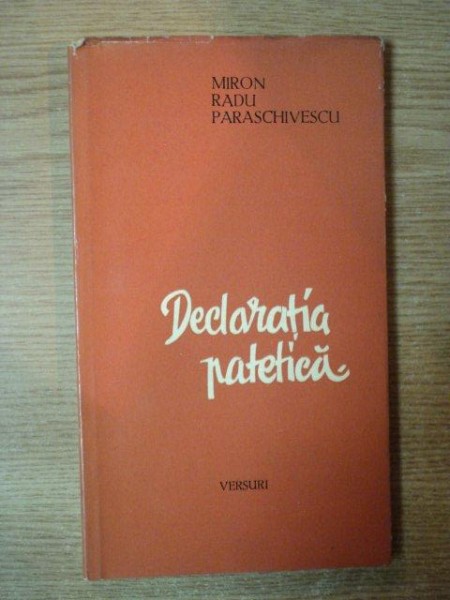 MIRON
RADU
PARASCHIVESCU
Declarația
patetică
VERSURI